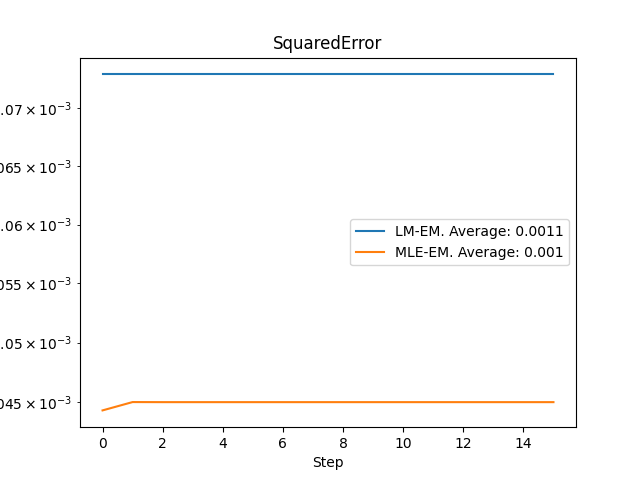 SquaredError
.07 × 10⁻³
065 × 10⁻³
.06 × 10⁻³
055 × 10⁻³
.05 × 10⁻³
045 × 10⁻³
LM-EM. Average: 0.0011
MLE-EM. Average: 0.001
0 2 4 6 8 10 12 14
Step